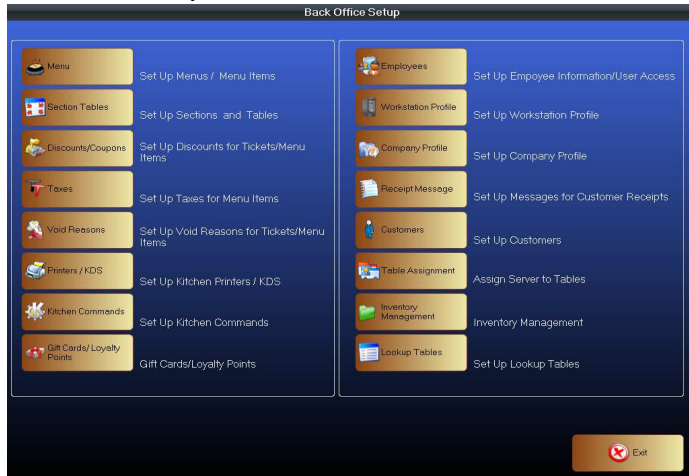 Back Office Setup
Menu
Set Up Menus / Menu Items
Section Tables
Set Up Sections and Tables
Discounts/Coupons
Set Up Discounts for Tickets/Menu
Items
Taxes
Set Up Taxes for Menu Items
Void Reasons
Set Up Void Reasons for Tickets/Menu
Items
Printers / KDS
Set Up Kitchen Printers / KDS
Kitchen Commands
Set Up Kitchen Commands
Gift Cards/ Loyalty
Points
Gift Cards/Loyalty Points
Employees
Set Up Empoyee Information/User Access
Workstation Profile
Set Up Workstation Profile
Company Profile
Set Up Company Profile
Receipt Message
Set Up Messages for Customer Receipts
Customers
Set Up Customers
Table Assignment
Assign Server to Tables
Inventory
Management
Inventory Management
Lookup Tables
Set Up Lookup Tables
Exit